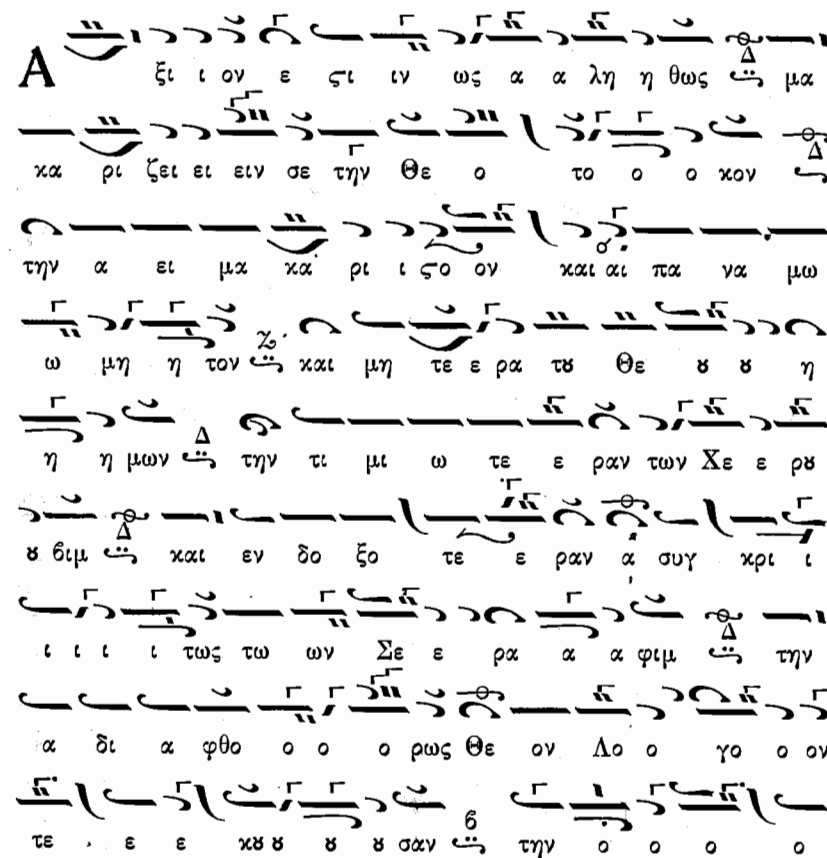 Α ξι ι ον ε ϛι ιν ως α α λη η θως Δ μα
κα ρι ζει ει ειν σε την Θε ο το ο ο κον Δ
την α ει μα κα ρι ι ϛο ον και αι πα να μω
ω μη η τον Ζ και μη τε ε ρα τȣ Θε ȣ ȣ η
η η μων Δ την τι μι ω τε ε ραν των Χε ε ρȣ
ȣ ϐιμ Δ και εν δο ξο τε ε ραν α συγ κρι ι
ι ι ι ι τως τω ων Σε ε ρα α α φιμ Δ την
α δι α φθο ο ο ο ρως Θε ον Λο ο γο ο ον
τε ε ε κȣ ȣ ȣ ȣ σαν ϐ την ο ο ο ο